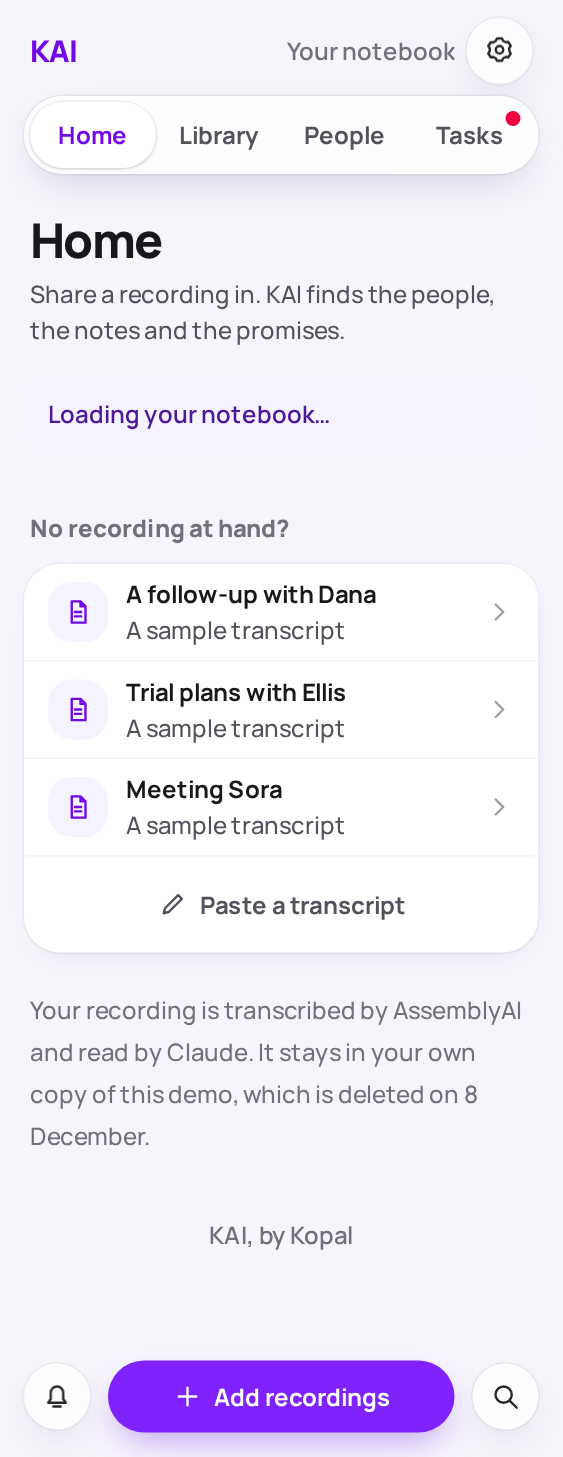 KAI
Your notebook
Home
Library
People
Tasks
Home
Share a recording in. KAI finds the people,
the notes and the promises.
Loading your notebook…
No recording at hand?
A follow-up with Dana
A sample transcript
Trial plans with Ellis
A sample transcript
Meeting Sora
A sample transcript
Paste a transcript
Your recording is transcribed by AssemblyAI
and read by Claude. It stays in your own
copy of this demo, which is deleted on 8
December.
KAI, by Kopal
Add recordings